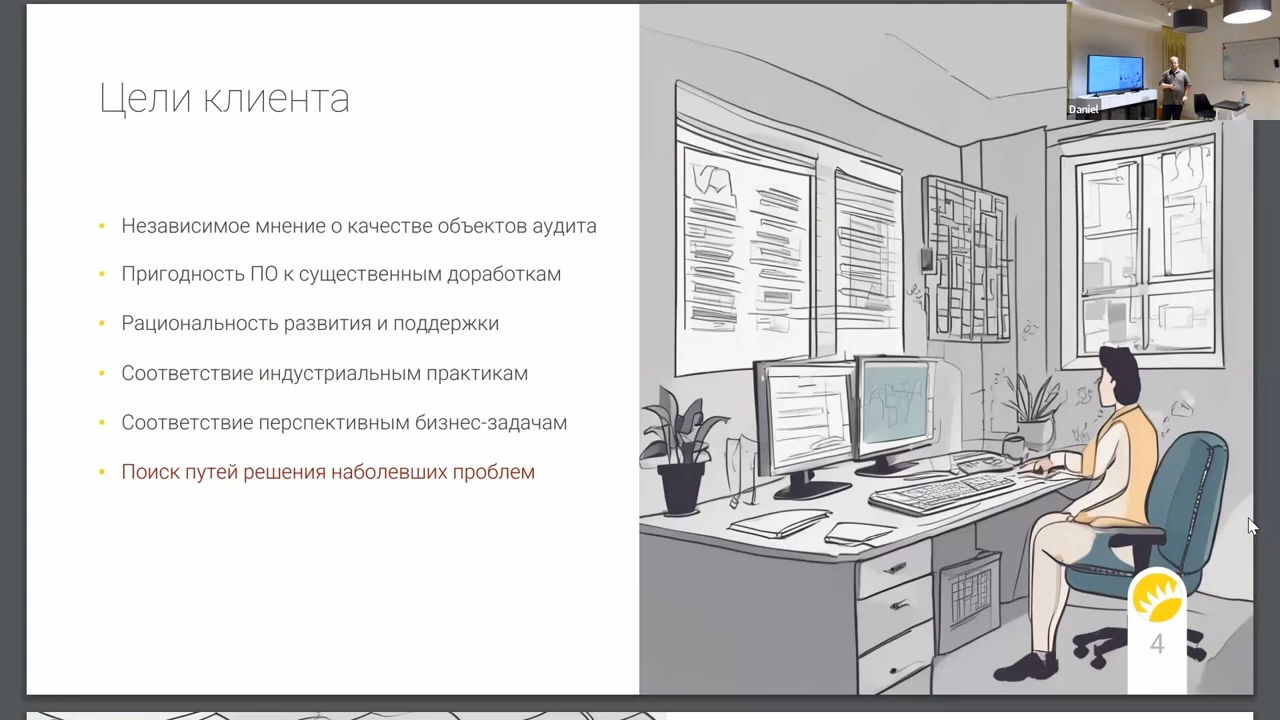 Цели клиента
Независимое мнение о качестве объектов аудита
Пригодность ПО к существенным доработкам
Рациональность развития и поддержки
Соответствие индустриальным практикам
Соответствие перспективным бизнес-задачам
Поиск путей решения наболевших проблем
Daniel
4